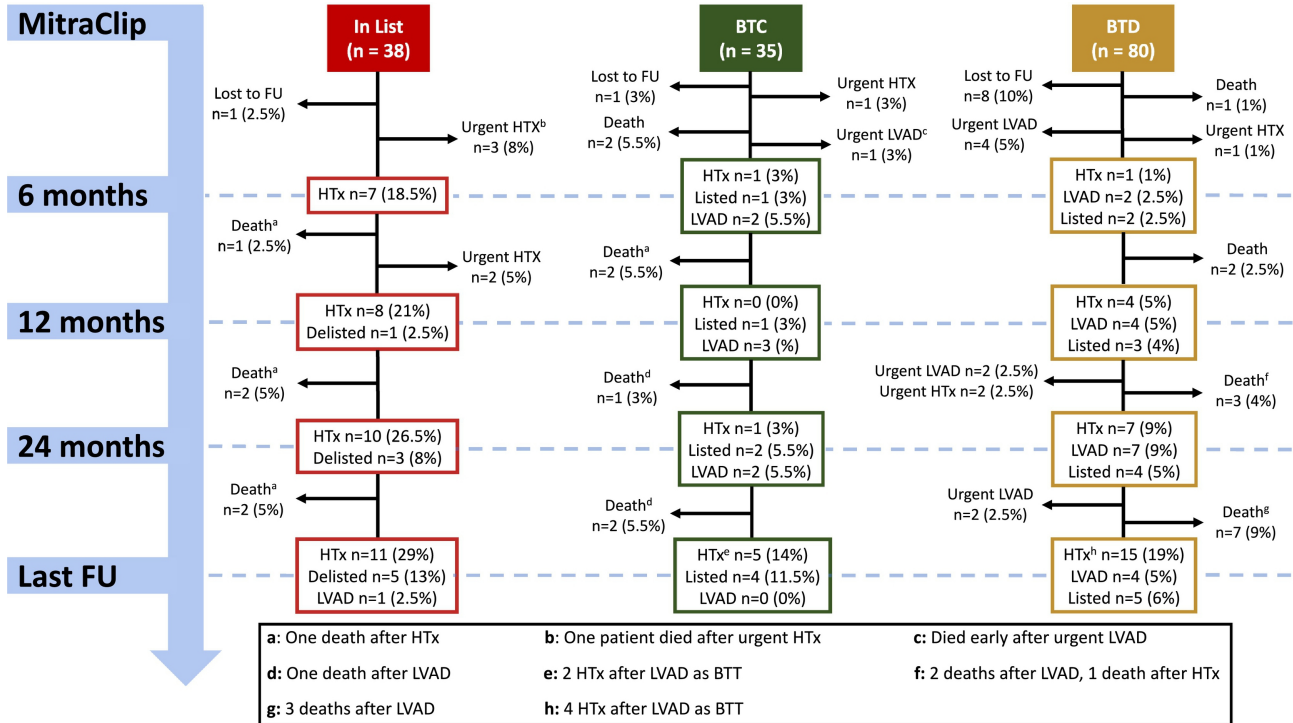 MitraClip
In List
(n = 38)
BTC
(n = 35)
BTD
(n = 80)
Lost to FU
n=1 (2.5%)
Urgent HTXb
n=3 (8%)
Lost to FU
n=1 (3%)
Urgent HTX
n=1 (3%)
Death
n=2 (5.5%)
Urgent LVADc
n=1 (3%)
Lost to FU
n=8 (10%)
Death
n=1 (1%)
Urgent LVAD
n=4 (5%)
Urgent HTX
n=1 (1%)
6 months
HTx n=7 (18.5%)
HTx n=1 (3%)
Listed n=1 (3%)
LVAD n=2 (5.5%)
HTx n=1 (1%)
LVAD n=2 (2.5%)
Listed n=2 (2.5%)
Deatha
n=1 (2.5%)
Urgent HTX
n=2 (5%)
Deatha
n=2 (5.5%)
Death
n=2 (2.5%)
12 months
HTx n=8 (21%)
Delisted n=1 (2.5%)
HTx n=0 (0%)
Listed n=1 (3%)
LVAD n=3 (%)
HTx n=4 (5%)
LVAD n=4 (5%)
Listed n=3 (4%)
Deatha
n=2 (5%)
Deathd
n=1 (3%)
Urgent LVAD n=2 (2.5%)
Urgent HTx n=2 (2.5%)
Deathf
n=3 (4%)
24 months
HTx n=10 (26.5%)
Delisted n=3 (8%)
HTx n=1 (3%)
Listed n=2 (5.5%)
LVAD n=2 (5.5%)
HTx n=7 (9%)
LVAD n=7 (9%)
Listed n=4 (5%)
Deatha
n=2 (5%)
Deathd
n=2 (5.5%)
Urgent LVAD
n=2 (2.5%)
Deathg
n=7 (9%)
Last FU
HTx n=11 (29%)
Delisted n=5 (13%)
LVAD n=1 (2.5%)
HTxe n=5 (14%)
Listed n=4 (11.5%)
LVAD n=0 (0%)
HTxh n=15 (19%)
LVAD n=4 (5%)
Listed n=5 (6%)
a: One death after HTx
b: One patient died after urgent HTx
c: Died early after urgent LVAD
d: One death after LVAD
e: 2 HTx after LVAD as BTT
f: 2 deaths after LVAD, 1 death after HTx
g: 3 deaths after LVAD
h: 4 HTx after LVAD as BTT